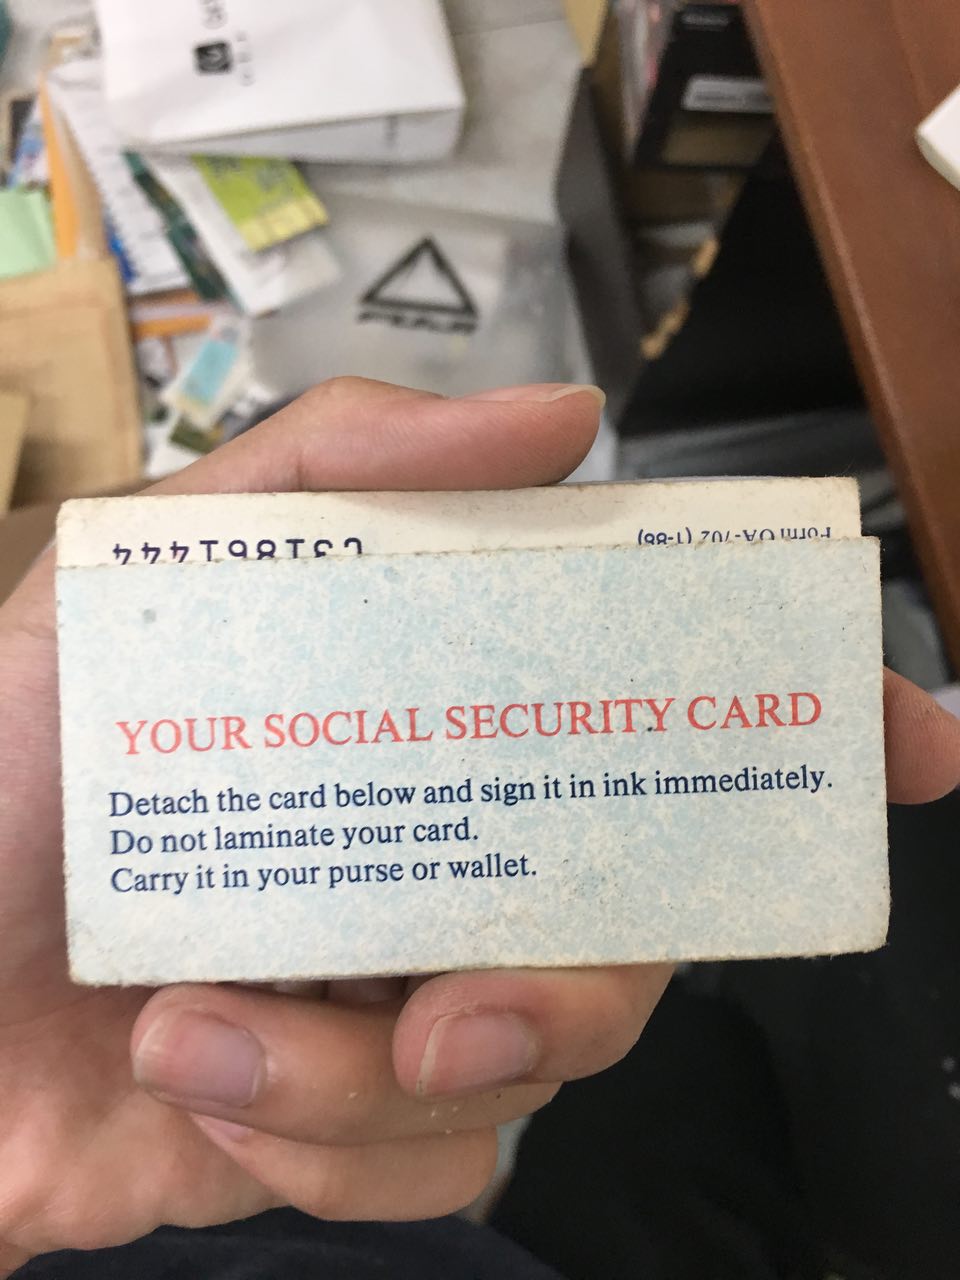 Form OA-702 (1-88)
YOUR SOCIAL SECURITY CARD
Detach the card below and sign it in ink immediately.
Do not laminate your card.
Carry it in your purse or wallet.